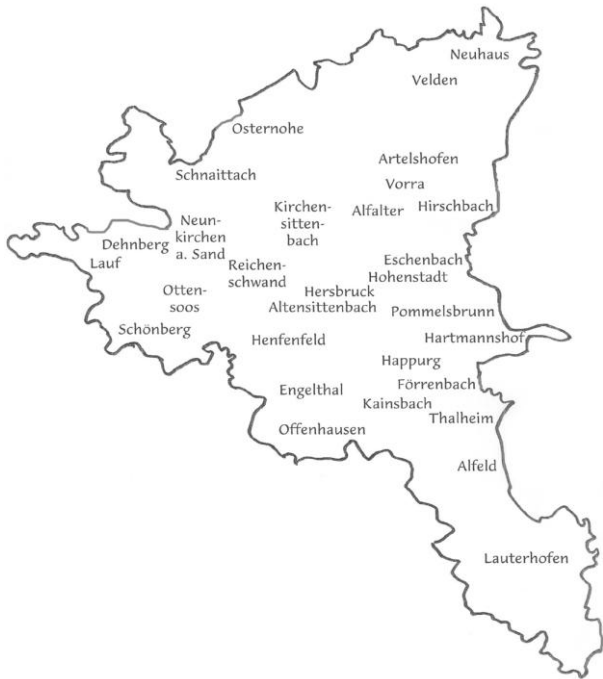 Neuhaus
Velden
Osternohe
Artelshofen
Schnaittach
Vorra
Kirchen-
sitten-
bach
Alfalter
Hirschbach
Neun-
kirchen
a. Sand
Dehnberg
Lauf
Eschenbach
Reichen-
schwand
Hohenstadt
Otten-
soos
Hersbruck
Altensittenbach
Pommelsbrunn
Schönberg
Henfenfeld
Hartmannshof
Happurg
Engelthal
Förrenbach
Kainsbach
Thalheim
Offenhausen
Alfeld
Lauterhofen